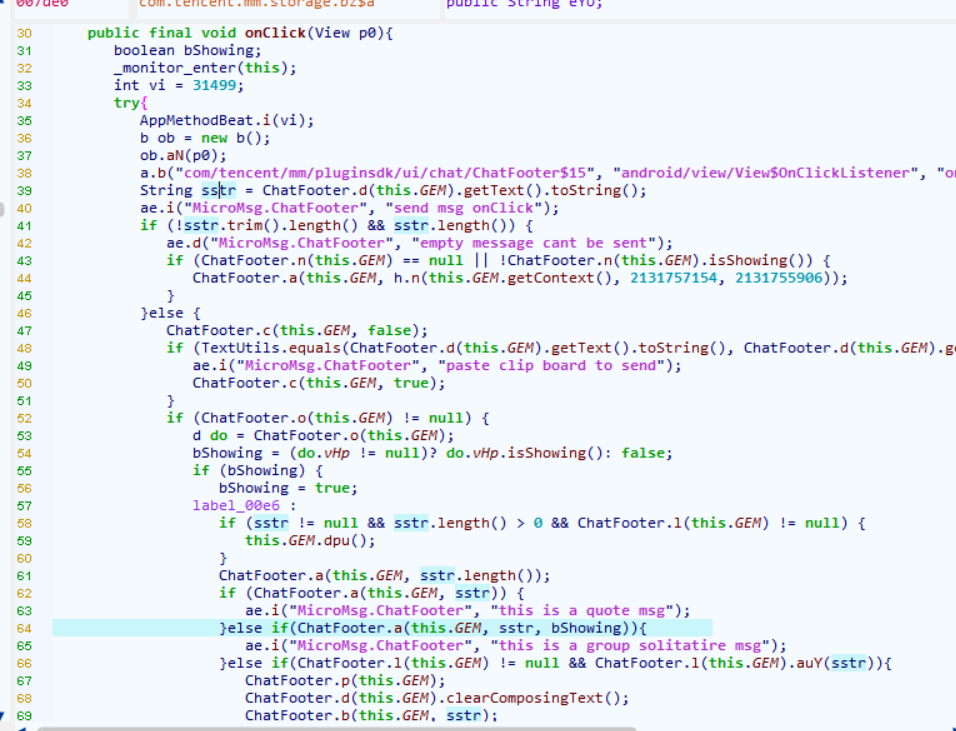 007de0 com.tencent.mm.storage.bz$a public String eYU;
30 public final void onClick(View p0){
31 boolean bShowing;
32 _monitor_enter(this);
33 int vi = 31499;
34 try{
35 AppMethodBeat.i(vi);
36 b ob = new b();
37 ob.aN(p0);
38 a.b("com/tencent/mm/pluginsdk/ui/chat/ChatFooter$15", "android/view/View$OnClickListener", "o
39 String sstr = ChatFooter.d(this.GEM).getText().toString();
40 ae.i("MicroMsg.ChatFooter", "send msg onClick");
41 if (!sstr.trim().length() && sstr.length()) {
42 ae.d("MicroMsg.ChatFooter", "empty message cant be sent");
43 if (ChatFooter.n(this.GEM) == null || !ChatFooter.n(this.GEM).isShowing()) {
44 ChatFooter.a(this.GEM, h.n(this.GEM.getContext(), 2131757154, 2131755906));
45 }
46 }else {
47 ChatFooter.c(this.GEM, false);
48 if (TextUtils.equals(ChatFooter.d(this.GEM).getText().toString(), ChatFooter.d(this.GEM).ge
49 ae.i("MicroMsg.ChatFooter", "paste clip board to send");
50 ChatFooter.c(this.GEM, true);
51 }
52 if (ChatFooter.o(this.GEM) != null) {
53 d do = ChatFooter.o(this.GEM);
54 bShowing = (do.vHp != null)? do.vHp.isShowing(): false;
55 if (bShowing) {
56 bShowing = true;
57 label_00e6 :
58 if (sstr != null && sstr.length() > 0 && ChatFooter.l(this.GEM) != null) {
59 this.GEM.dpu();
60 }
61 ChatFooter.a(this.GEM, sstr.length());
62 if (ChatFooter.a(this.GEM, sstr)) {
63 ae.i("MicroMsg.ChatFooter", "this is a quote msg");
64 }else if(ChatFooter.a(this.GEM, sstr, bShowing)){
65 ae.i("MicroMsg.ChatFooter", "this is a group solitatire msg");
66 }else if(ChatFooter.l(this.GEM) != null && ChatFooter.l(this.GEM).auY(sstr)){
67 ChatFooter.p(this.GEM);
68 ChatFooter.d(this.GEM).clearComposingText();
69 ChatFooter.b(this.GEM, sstr);